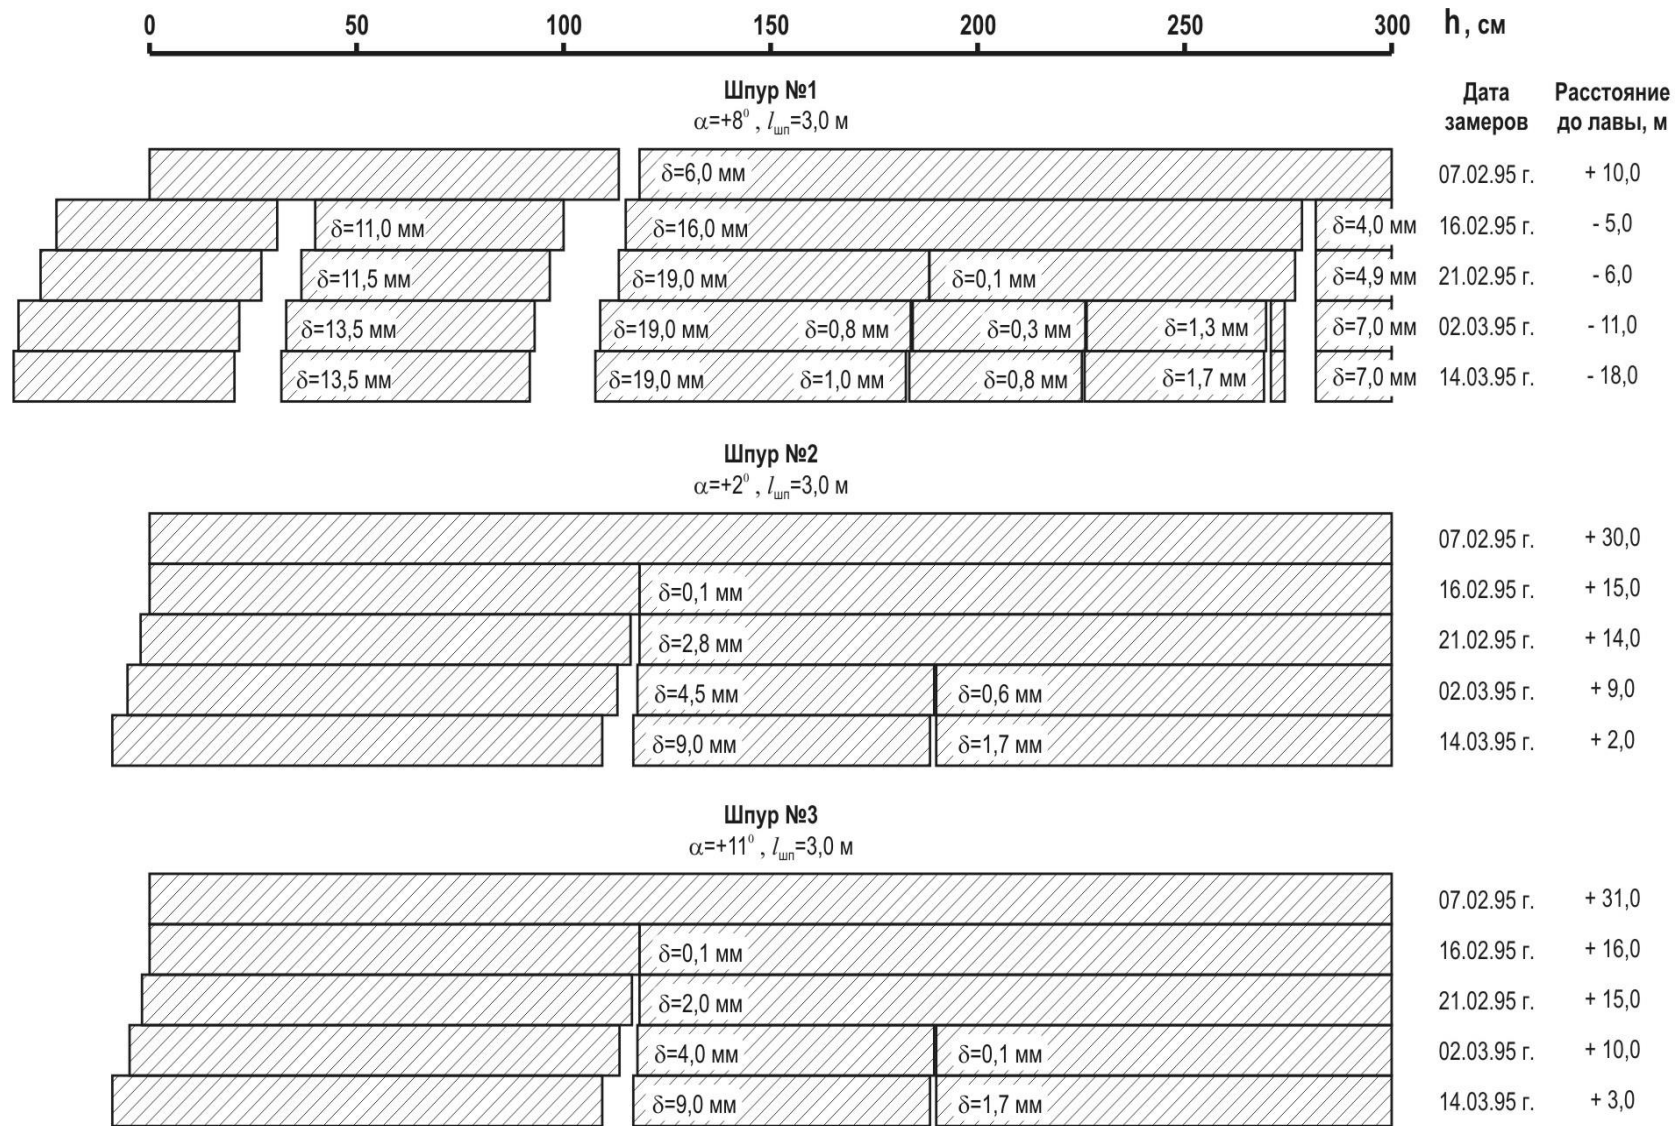 0 50 100 150 200 250 300 h, см
Шпур №1
α=+8⁰ , lшп=3,0 м
Дата замеров
Расстояние до лавы, м
δ=6,0 мм 07.02.95 г. + 10,0
δ=11,0 мм δ=16,0 мм δ=4,0 мм 16.02.95 г. - 5,0
δ=11,5 мм δ=19,0 мм δ=0,1 мм δ=4,9 мм 21.02.95 г. - 6,0
δ=13,5 мм δ=19,0 мм δ=0,8 мм δ=0,3 мм δ=1,3 мм δ=7,0 мм 02.03.95 г. - 11,0
δ=13,5 мм δ=19,0 мм δ=1,0 мм δ=0,8 мм δ=1,7 мм δ=7,0 мм 14.03.95 г. - 18,0
Шпур №2
α=+2⁰ , lшп=3,0 м
07.02.95 г. + 30,0
δ=0,1 мм 16.02.95 г. + 15,0
δ=2,8 мм 21.02.95 г. + 14,0
δ=4,5 мм δ=0,6 мм 02.03.95 г. + 9,0
δ=9,0 мм δ=1,7 мм 14.03.95 г. + 2,0
Шпур №3
α=+11⁰ , lшп=3,0 м
07.02.95 г. + 31,0
δ=0,1 мм 16.02.95 г. + 16,0
δ=2,0 мм 21.02.95 г. + 15,0
δ=4,0 мм δ=0,1 мм 02.03.95 г. + 10,0
δ=9,0 мм δ=1,7 мм 14.03.95 г. + 3,0